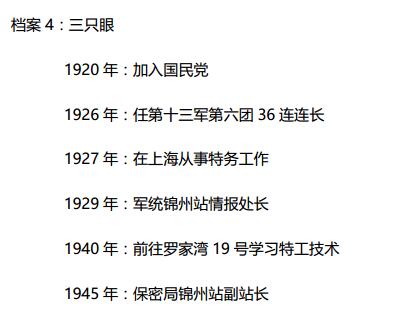 档案 4：三只眼
1920 年：加入国民党
1926 年：任第十三军第六团 36 连连长
1927 年：在上海从事特务工作
1929 年：军统锦州站情报处长
1940 年：前往罗家湾 19 号学习特工技术
1945 年：保密局锦州站副站长